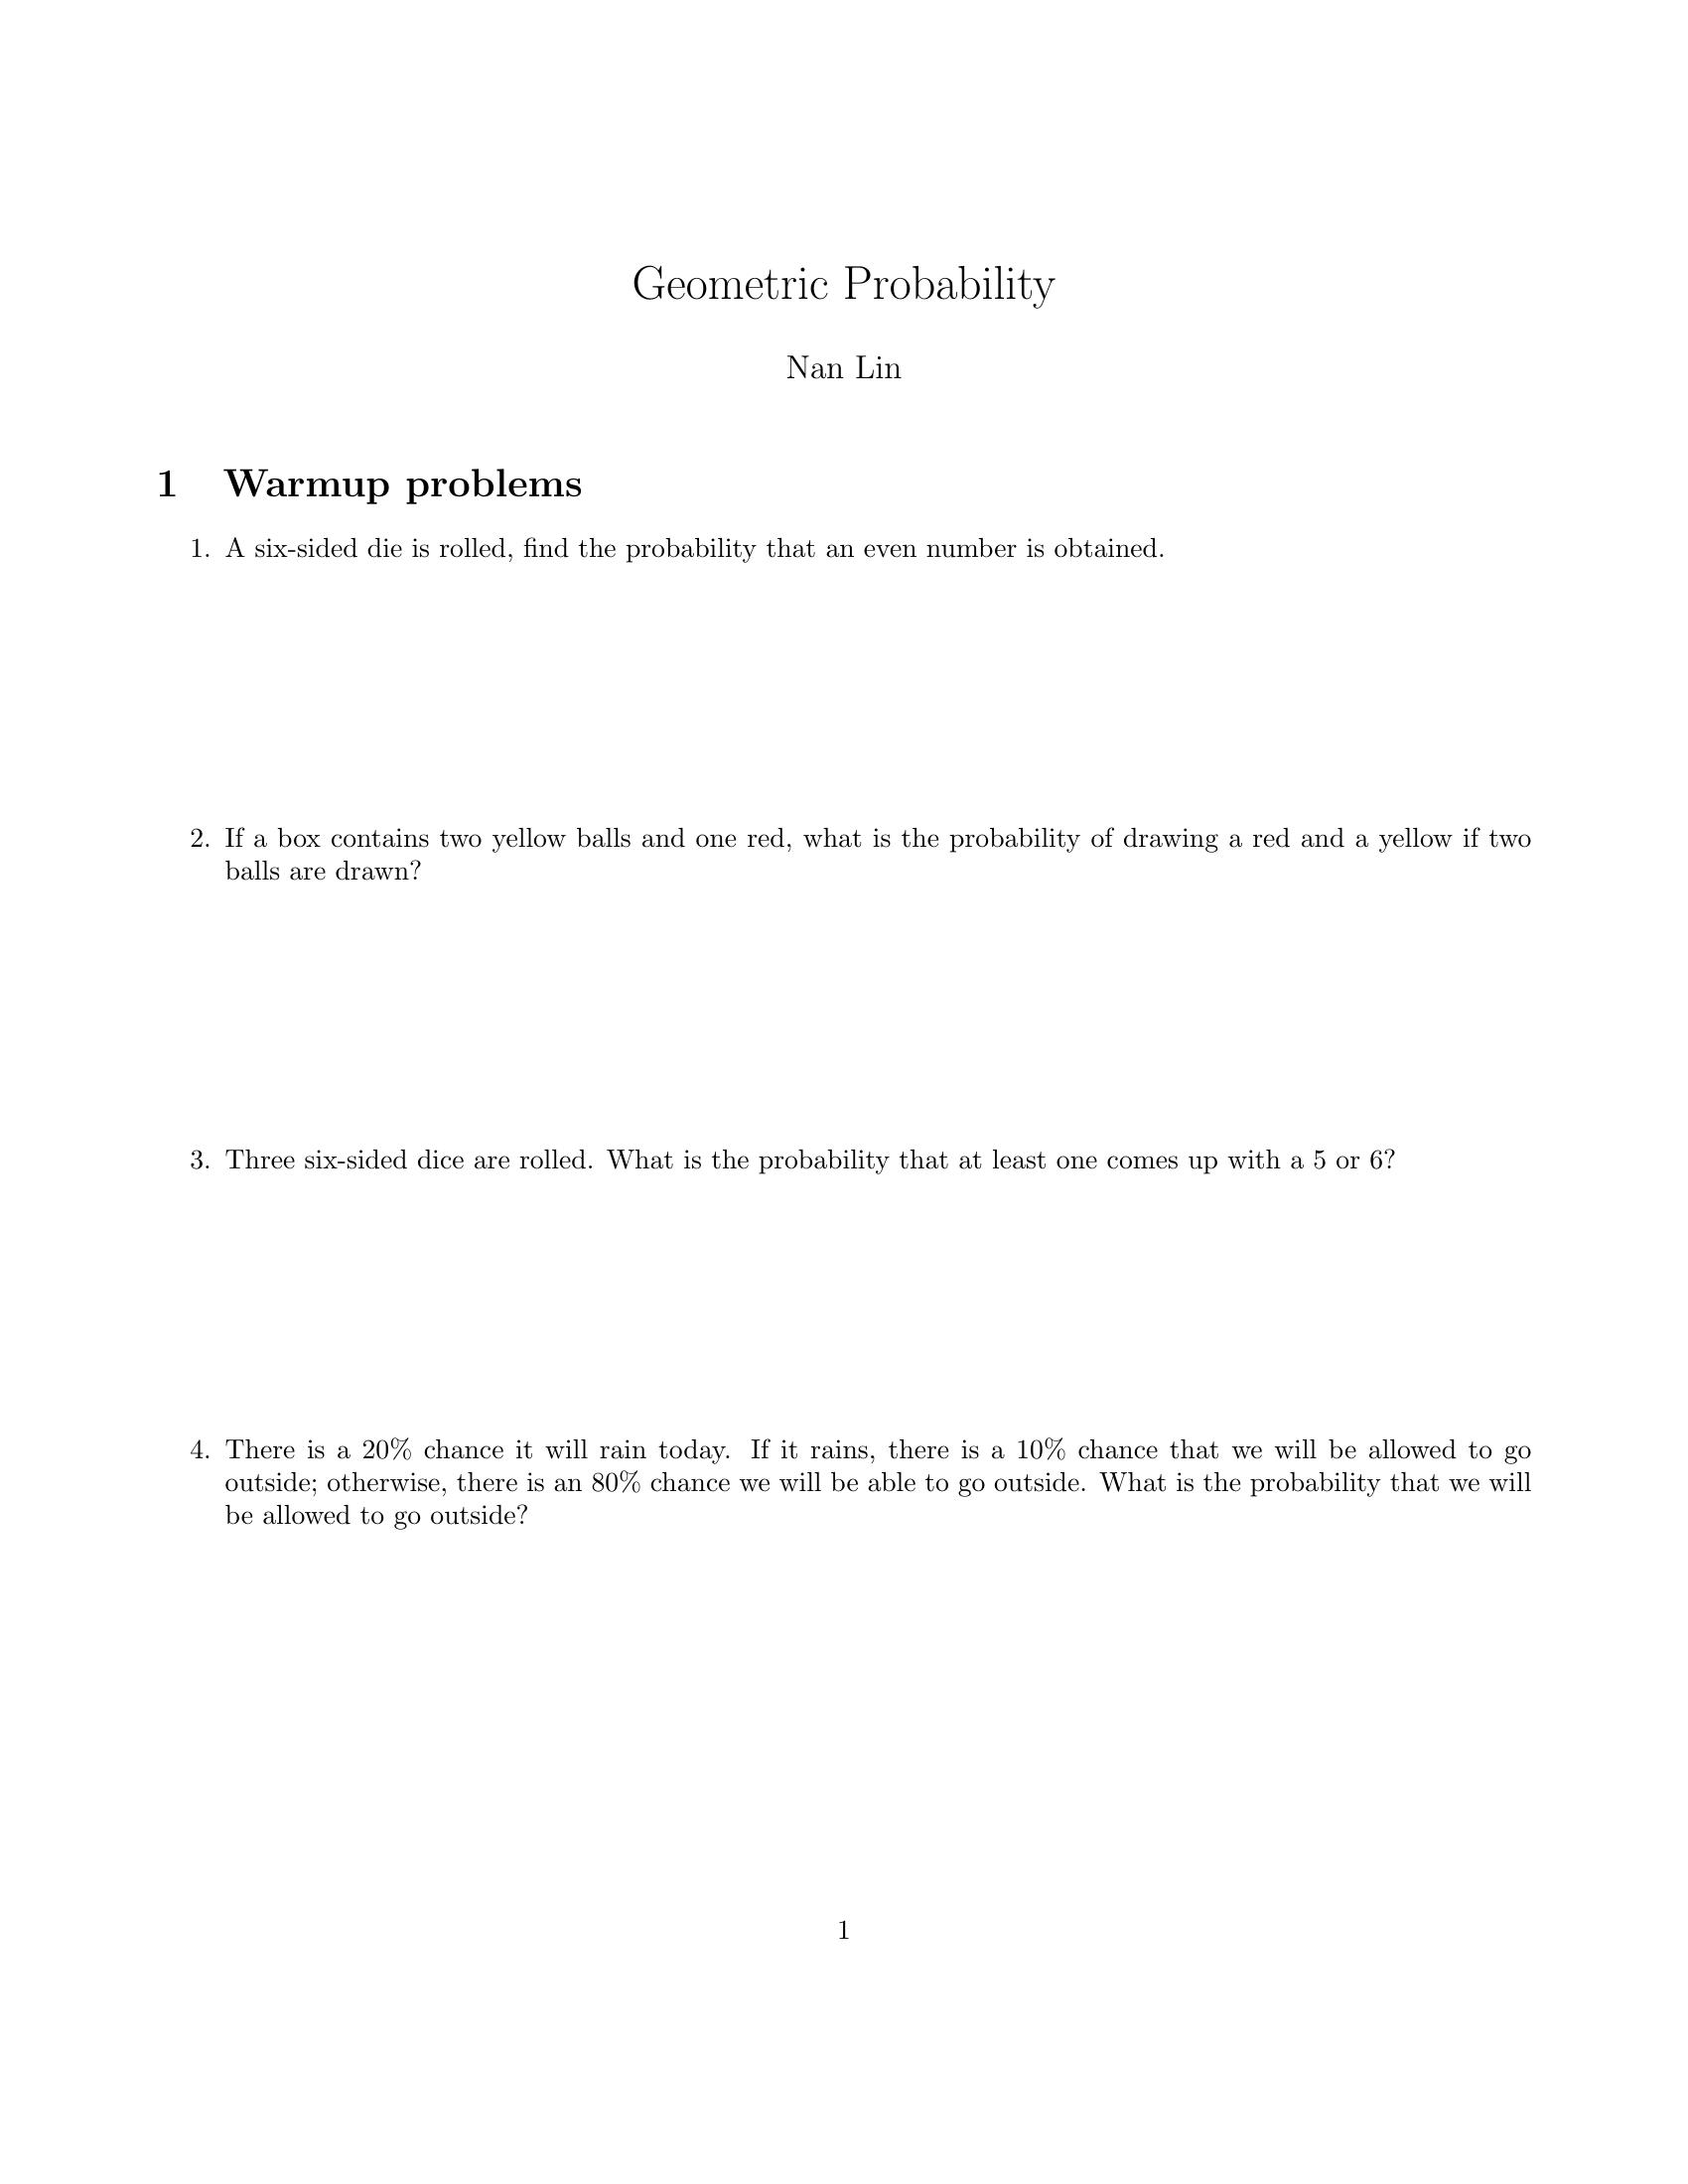 Geometric Probability
Nan Lin
1 Warmup problems
1. A six-sided die is rolled, find the probability that an even number is obtained.
2. If a box contains two yellow balls and one red, what is the probability of drawing a red and a yellow if two
balls are drawn?
3. Three six-sided dice are rolled. What is the probability that at least one comes up with a 5 or 6?
4. There is a 20% chance it will rain today. If it rains, there is a 10% chance that we will be allowed to go
outside; otherwise, there is an 80% chance we will be able to go outside. What is the probability that we will
be allowed to go outside?
1